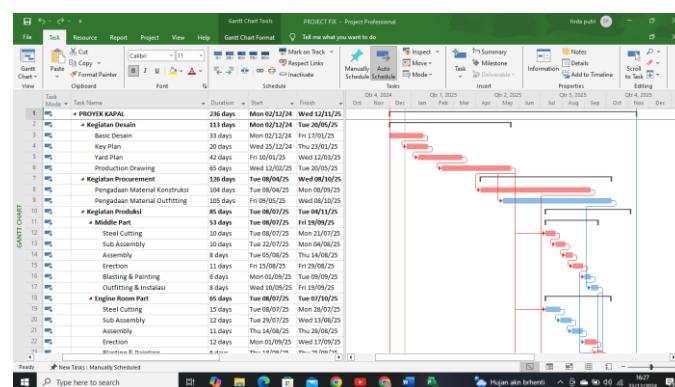 Gantt Chart Tools
PROJECT FIX - Project Professional
firda putri
File Task Resource Report Project View Help Gantt Chart Format Tell me what you want to do
Gantt Chart
Paste
Cut
Copy
Format Painter
Calibri 11
B I U
Mark on Track
Respect Links
Inactivate
Manually Schedule
Auto Schedule
Inspect
Move
Mode
Task
Summary
Milestone
Deliverable
Information
Notes
Details
Add to Timeline
Scroll to Task
View Clipboard Font Schedule Tasks Insert Properties Editing
Task Mode Task Name Duration Start Finish
Qtr 4, 2024 Qtr 1, 2025 Qtr 2, 2025 Qtr 3, 2025 Qtr 4, 2025
Oct Nov Dec Jan Feb Mar Apr May Jun Jul Aug Sep Oct Nov Dec
1 PROYEK KAPAL 236 days Mon 02/12/24 Wed 12/11/25
2 Kegiatan Desain 113 days Mon 02/12/24 Tue 20/05/25
3 Basic Desain 33 days Mon 02/12/24 Fri 17/01/25
4 Key Plan 20 days Wed 25/12/24 Thu 23/01/25
5 Yard Plan 42 days Fri 10/01/25 Wed 12/03/25
6 Production Drawing 65 days Wed 12/02/25 Tue 20/05/25
7 Kegiatan Procurement 126 days Tue 08/04/25 Wed 08/10/25
8 Pengadaan Material Konstruksi 104 days Tue 08/04/25 Mon 08/09/25
9 Pengadaan Material Outfitting 105 days Fri 09/05/25 Wed 08/10/25
10 Kegiatan Produksi 85 days Tue 08/07/25 Tue 04/11/25
11 Middle Part 53 days Tue 08/07/25 Fri 19/09/25
12 Steel Cutting 10 days Tue 08/07/25 Mon 21/07/25
13 Sub Assembly 10 days Tue 22/07/25 Mon 04/08/25
14 Assembly 8 days Tue 05/08/25 Thu 14/08/25
15 Erection 11 days Fri 15/08/25 Fri 29/08/25
16 Blasting & Painting 6 days Mon 01/09/25 Tue 09/09/25
17 Outfitting & Instalasi 8 days Wed 10/09/25 Fri 19/09/25
18 Engine Room Part 65 days Tue 08/07/25 Tue 07/10/25
19 Steel Cutting 15 days Tue 08/07/25 Mon 28/07/25
20 Sub Assembly 12 days Tue 29/07/25 Wed 13/08/25
21 Assembly 11 days Thu 14/08/25 Thu 28/08/25
22 Erection 12 days Mon 01/09/25 Wed 17/09/25
GANTT CHART
Ready New Tasks : Manually Scheduled
Type here to search
Hujan akn brhenti
16:27